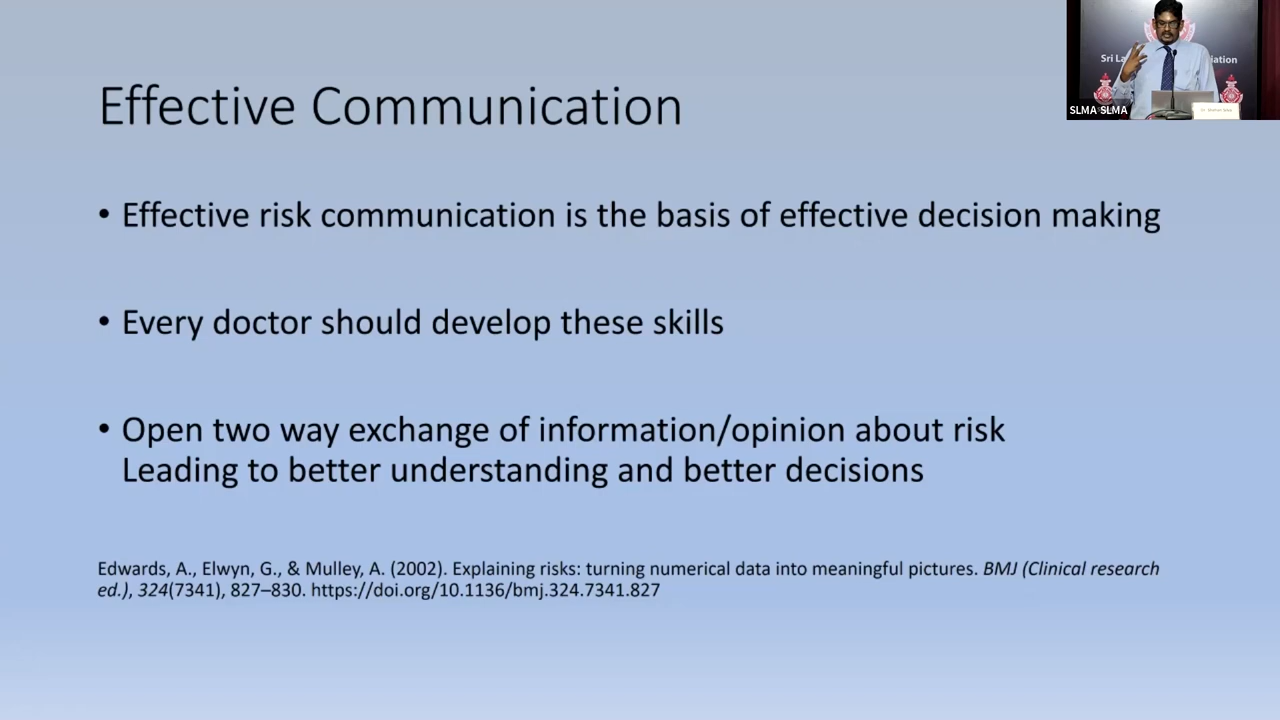 Effective Communication
• Effective risk communication is the basis of effective decision making
• Every doctor should develop these skills
• Open two way exchange of information/opinion about risk
Leading to better understanding and better decisions
Edwards, A., Elwyn, G., & Mulley, A. (2002). Explaining risks: turning numerical data into meaningful pictures. BMJ (Clinical research
ed.), 324(7341), 827–830. https://doi.org/10.1136/bmj.324.7341.827
Sri La
iation
SLMA SLMA